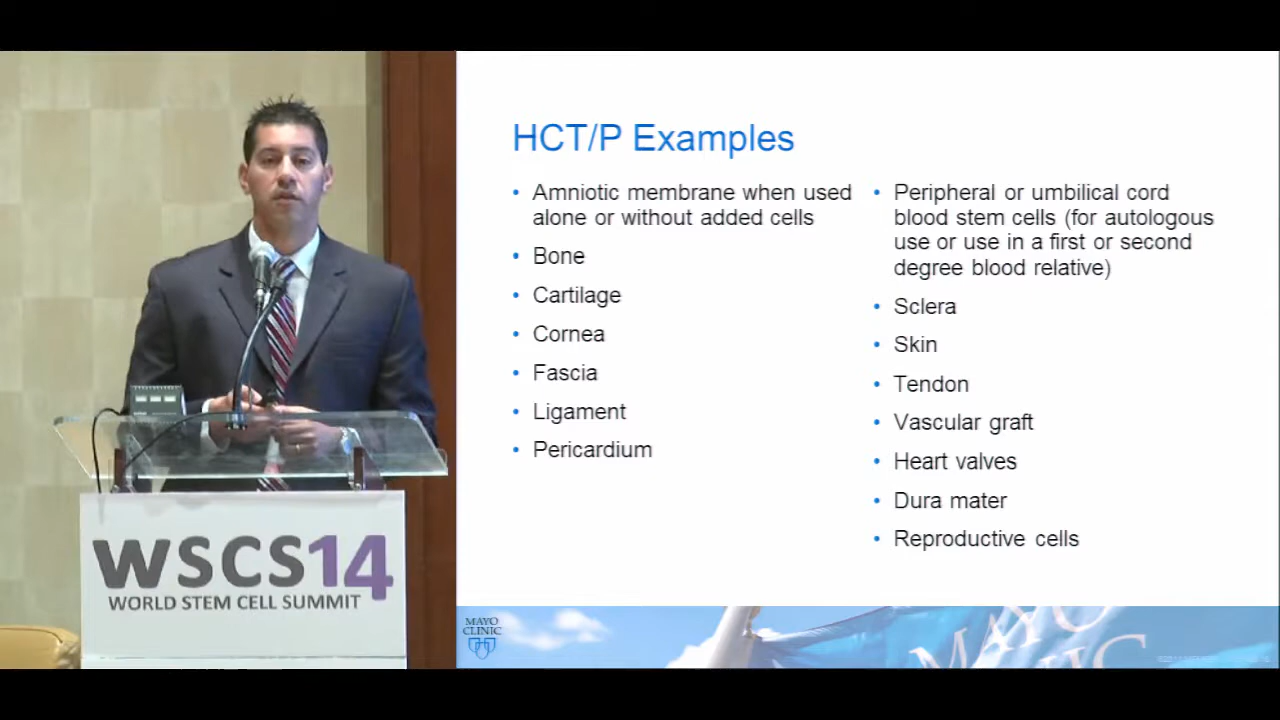 HCT/P Examples
• Amniotic membrane when used
alone or without added cells
• Bone
• Cartilage
• Cornea
• Fascia
• Ligament
• Pericardium
• Peripheral or umbilical cord
blood stem cells (for autologous
use or use in a first or second
degree blood relative)
• Sclera
• Skin
• Tendon
• Vascular graft
• Heart valves
• Dura mater
• Reproductive cells
WSCS14
WORLD STEM CELL SUMMIT
MAYO
CLINIC
MAYO